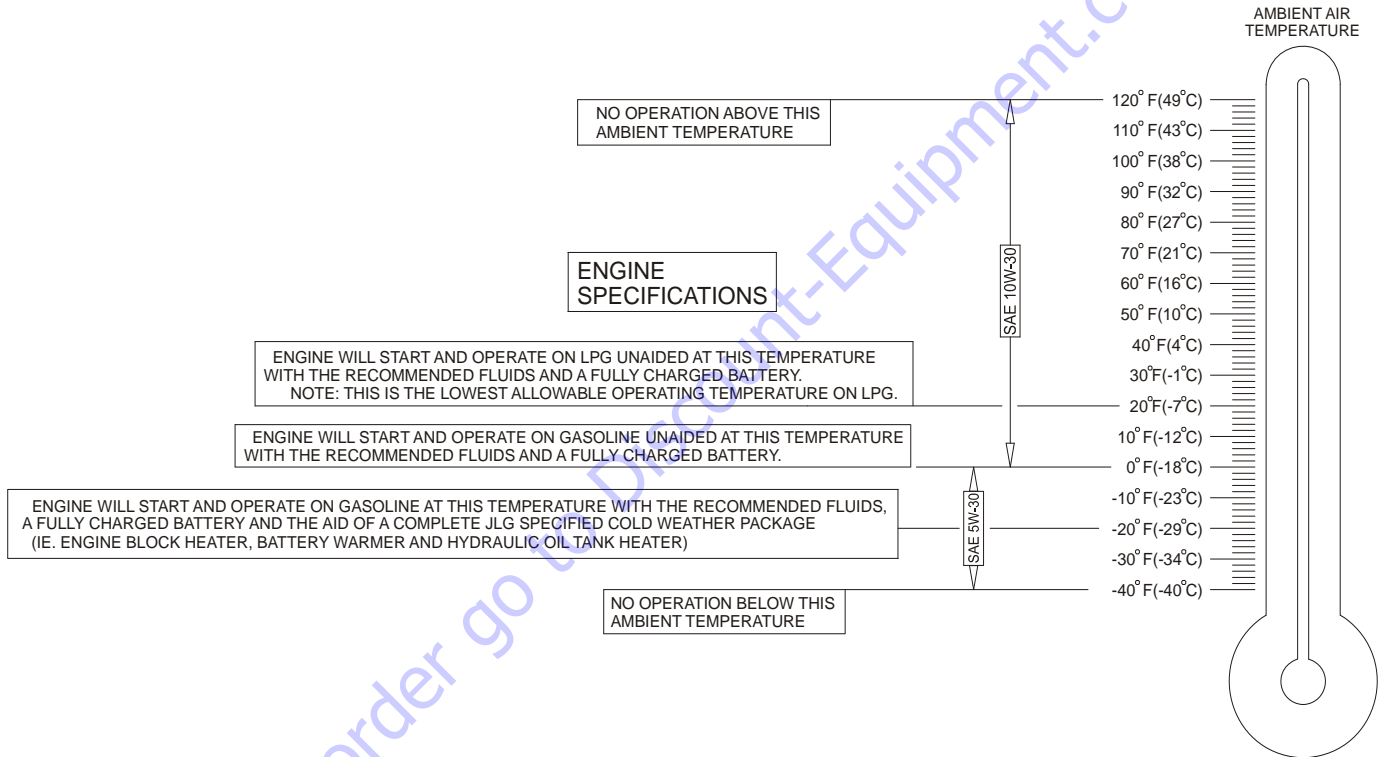 AMBIENT AIR
TEMPERATURE
NO OPERATION ABOVE THIS
AMBIENT TEMPERATURE
120° F(49°C)
110° F(43°C)
100° F(38°C)
90° F(32°C)
80° F(27°C)
70° F(21°C)
60° F(16°C)
50° F(10°C)
40°F(4°C)
30°F(-1°C)
20°F(-7°C)
10° F(-12°C)
0° F(-18°C)
-10° F(-23°C)
-20° F(-29°C)
-30° F(-34°C)
-40° F(-40°C)
SAE 10W-30
ENGINE
SPECIFICATIONS
ENGINE WILL START AND OPERATE ON LPG UNAIDED AT THIS TEMPERATURE
WITH THE RECOMMENDED FLUIDS AND A FULLY CHARGED BATTERY.
NOTE: THIS IS THE LOWEST ALLOWABLE OPERATING TEMPERATURE ON LPG.
ENGINE WILL START AND OPERATE ON GASOLINE UNAIDED AT THIS TEMPERATURE
WITH THE RECOMMENDED FLUIDS AND A FULLY CHARGED BATTERY.
ENGINE WILL START AND OPERATE ON GASOLINE AT THIS TEMPERATURE WITH THE RECOMMENDED FLUIDS,
A FULLY CHARGED BATTERY AND THE AID OF A COMPLETE JLG SPECIFIED COLD WEATHER PACKAGE
(IE. ENGINE BLOCK HEATER, BATTERY WARMER AND HYDRAULIC OIL TANK HEATER)
SAE 5W-30
NO OPERATION BELOW THIS
AMBIENT TEMPERATURE
order go to Discount-Equipment.c